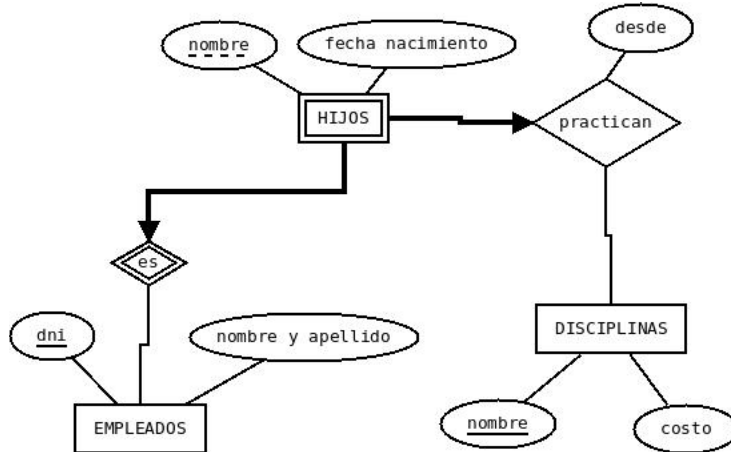 desde
nombre
fecha nacimiento
HIJOS
practican
es
dni
nombre y apellido
DISCIPLINAS
EMPLEADOS
nombre
costo